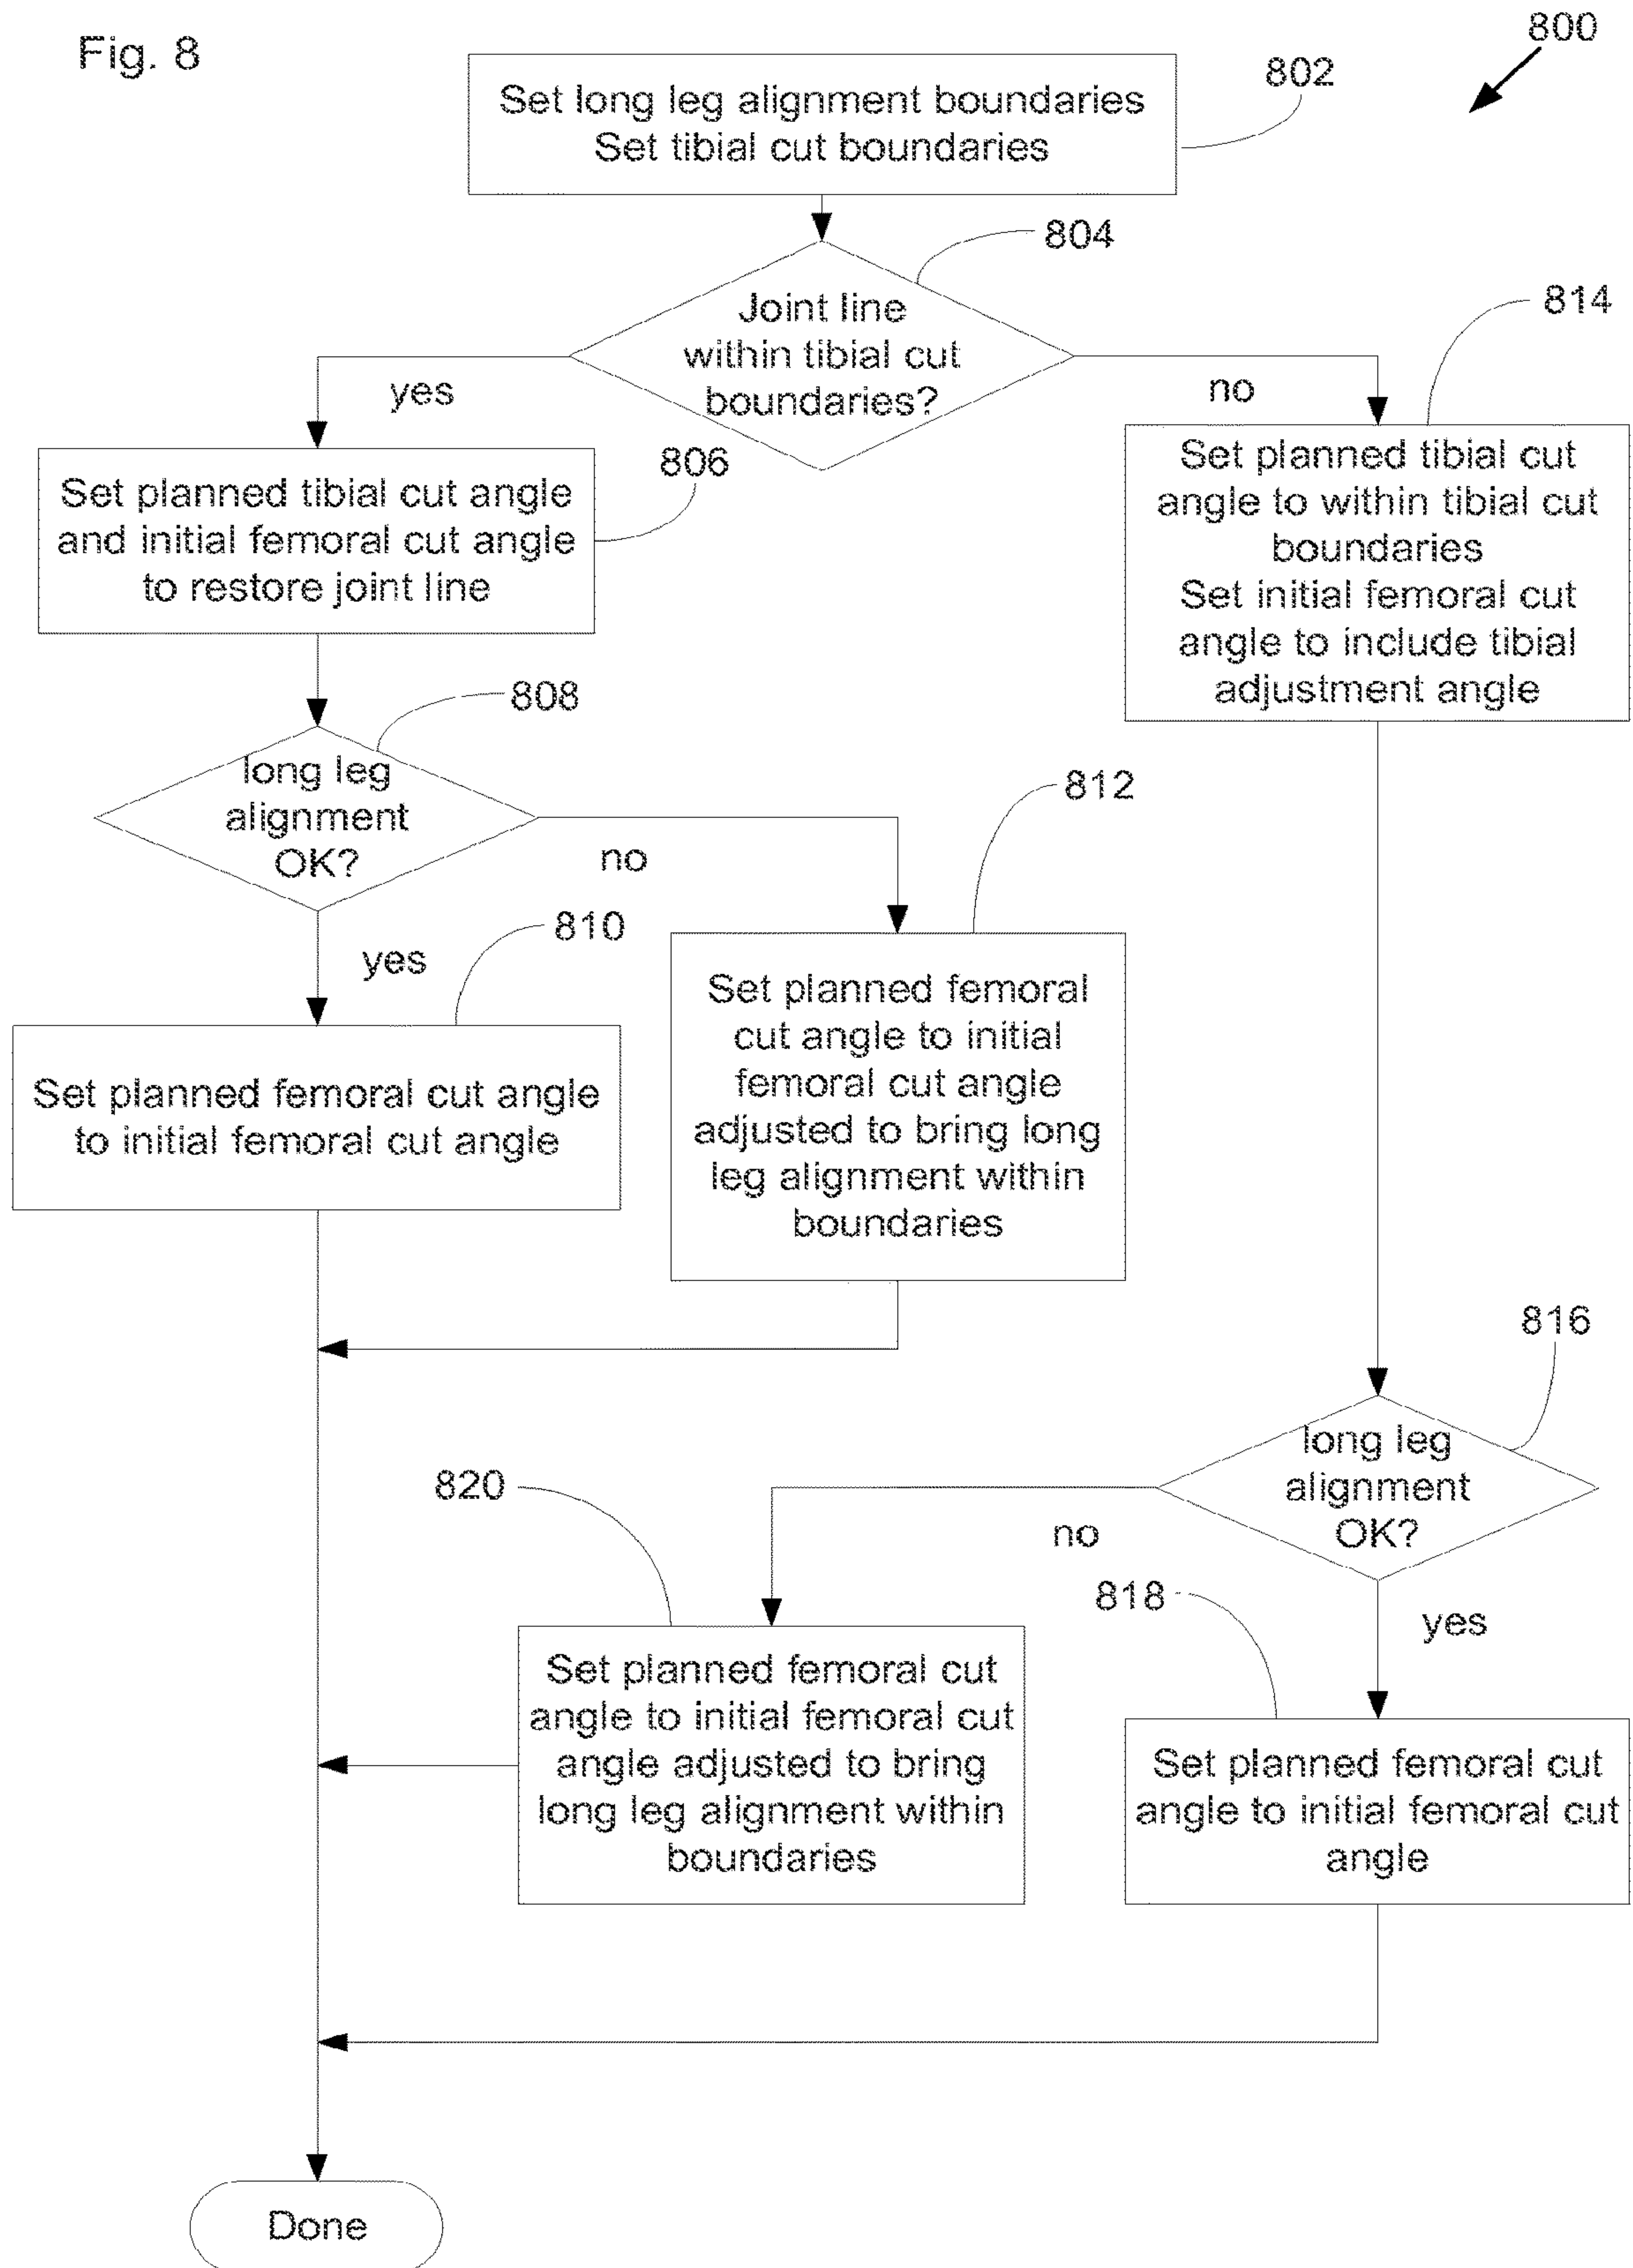 Fig. 8
800
802
Set long leg alignment boundaries
Set tibial cut boundaries
804
Joint line
within tibial cut
boundaries?
yes
no
814
806
Set planned tibial cut angle
and initial femoral cut angle
to restore joint line
Set planned tibial cut
angle to within tibial cut
boundaries
Set initial femoral cut
angle to include tibial
adjustment angle
808
long leg
alignment
OK?
no
yes
812
810
Set planned femoral cut angle
to initial femoral cut angle
Set planned femoral
cut angle to initial
femoral cut angle
adjusted to bring long
leg alignment within
boundaries
816
long leg
alignment
OK?
820
no
818
yes
Set planned femoral cut
angle to initial femoral cut
angle adjusted to bring
long leg alignment within
boundaries
Set planned femoral cut
angle to initial femoral cut
angle
Done